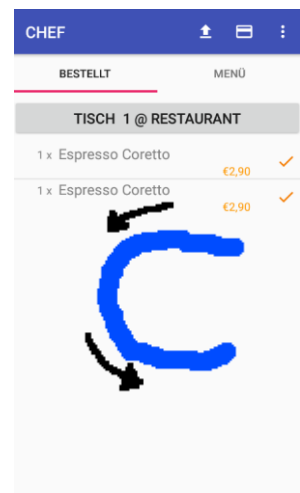 CHEF
BESTELLT MENÜ
TISCH 1 @ RESTAURANT
1 x Espresso Coretto
€2,90
1 x Espresso Coretto
€2,90
C